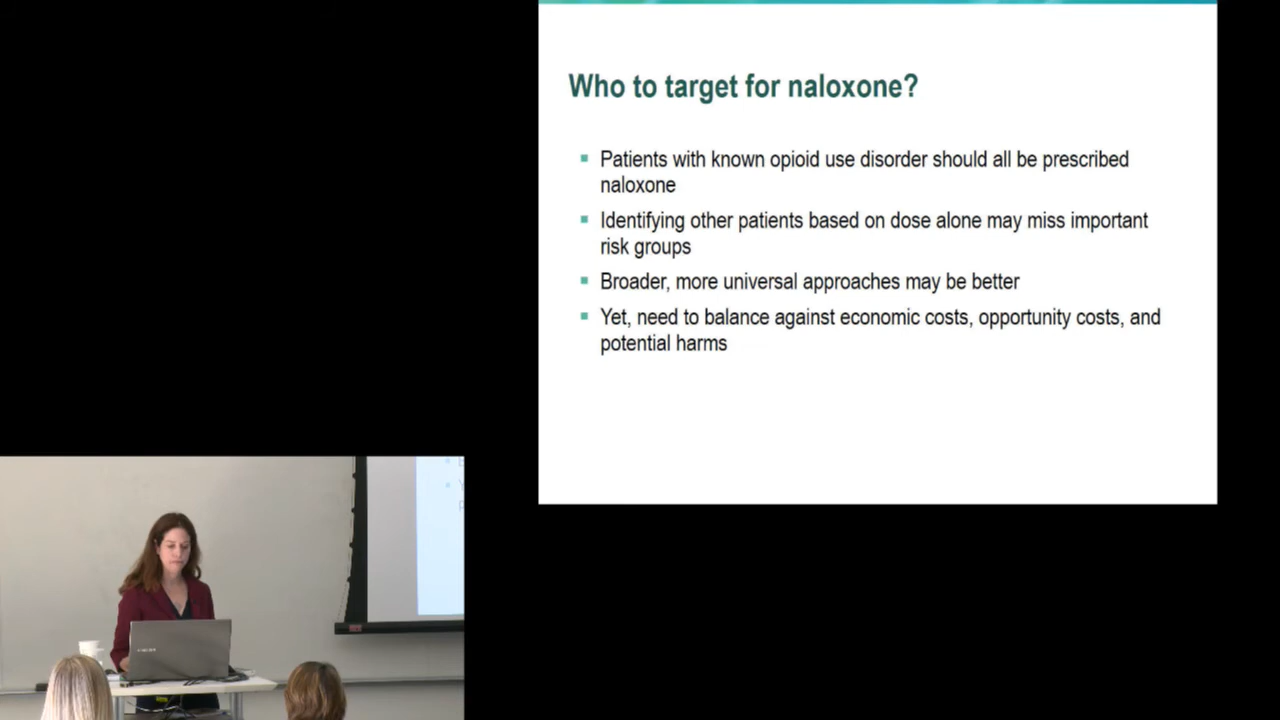 Who to target for naloxone?
Patients with known opioid use disorder should all be prescribed
naloxone
Identifying other patients based on dose alone may miss important
risk groups
Broader, more universal approaches may be better
Yet, need to balance against economic costs, opportunity costs, and
potential harms